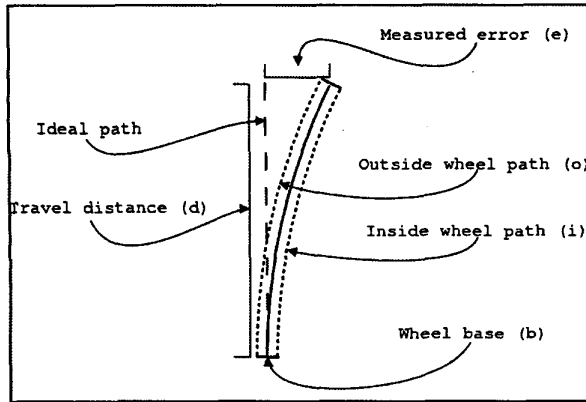 Measured error (e)
Ideal path
Outside wheel path (o)
Travel distance (d)
Inside wheel path (i)
Wheel base (b)